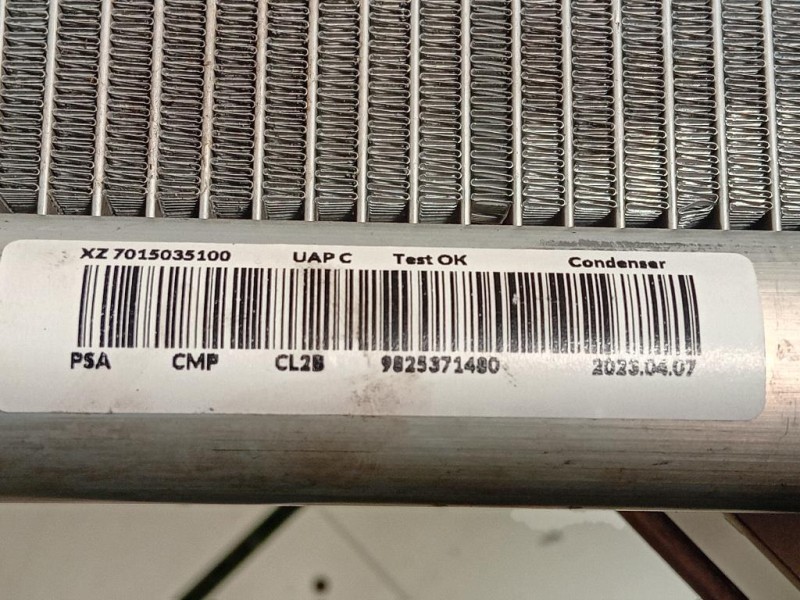 XZ 7015035100 UAP C Test OK Condenser
PSA CMP CL2B 9825371480 2023.04.07